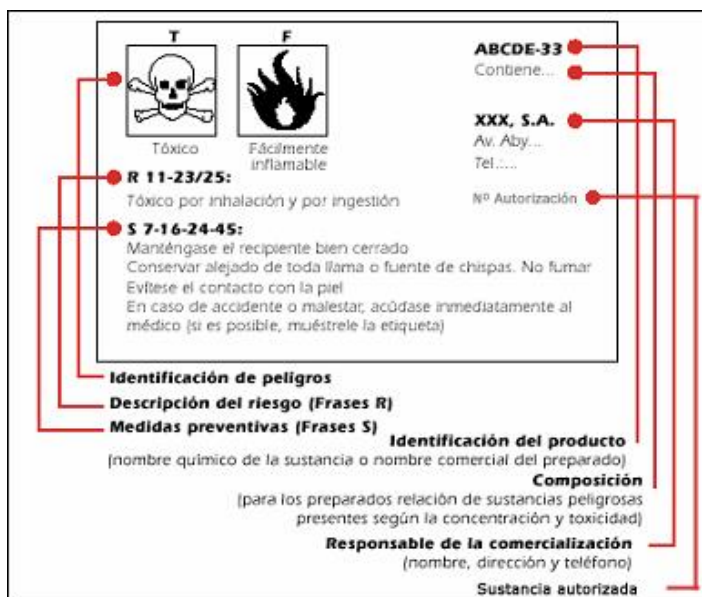 T F
Tóxico
Fácilmente
inflamable
ABCDE-33
Contiene...
XXX, S.A.
Av. Aby...
Tel.:....
Nº Autorización
R 11-23/25:
Tóxico por inhalación y por ingestión
S 7-16-24-45:
Manténgase el recipiente bien cerrado
Conservar alejado de toda llama o fuente de chispas. No fumar
Evítese el contacto con la piel
En caso de accidente o malestar, acúdase inmediatamente al
médico (si es posible, muéstrele la etiqueta)
Identificación de peligros
Descripción del riesgo (Frases R)
Medidas preventivas (Frases S)
Identificación del producto
(nombre químico de la sustancia o nombre comercial del preparado)
Composición
(para los preparados relación de sustancias peligrosas
presentes según la concentración y toxicidad)
Responsable de la comercialización
(nombre, dirección y teléfono)
Sustancia autorizada